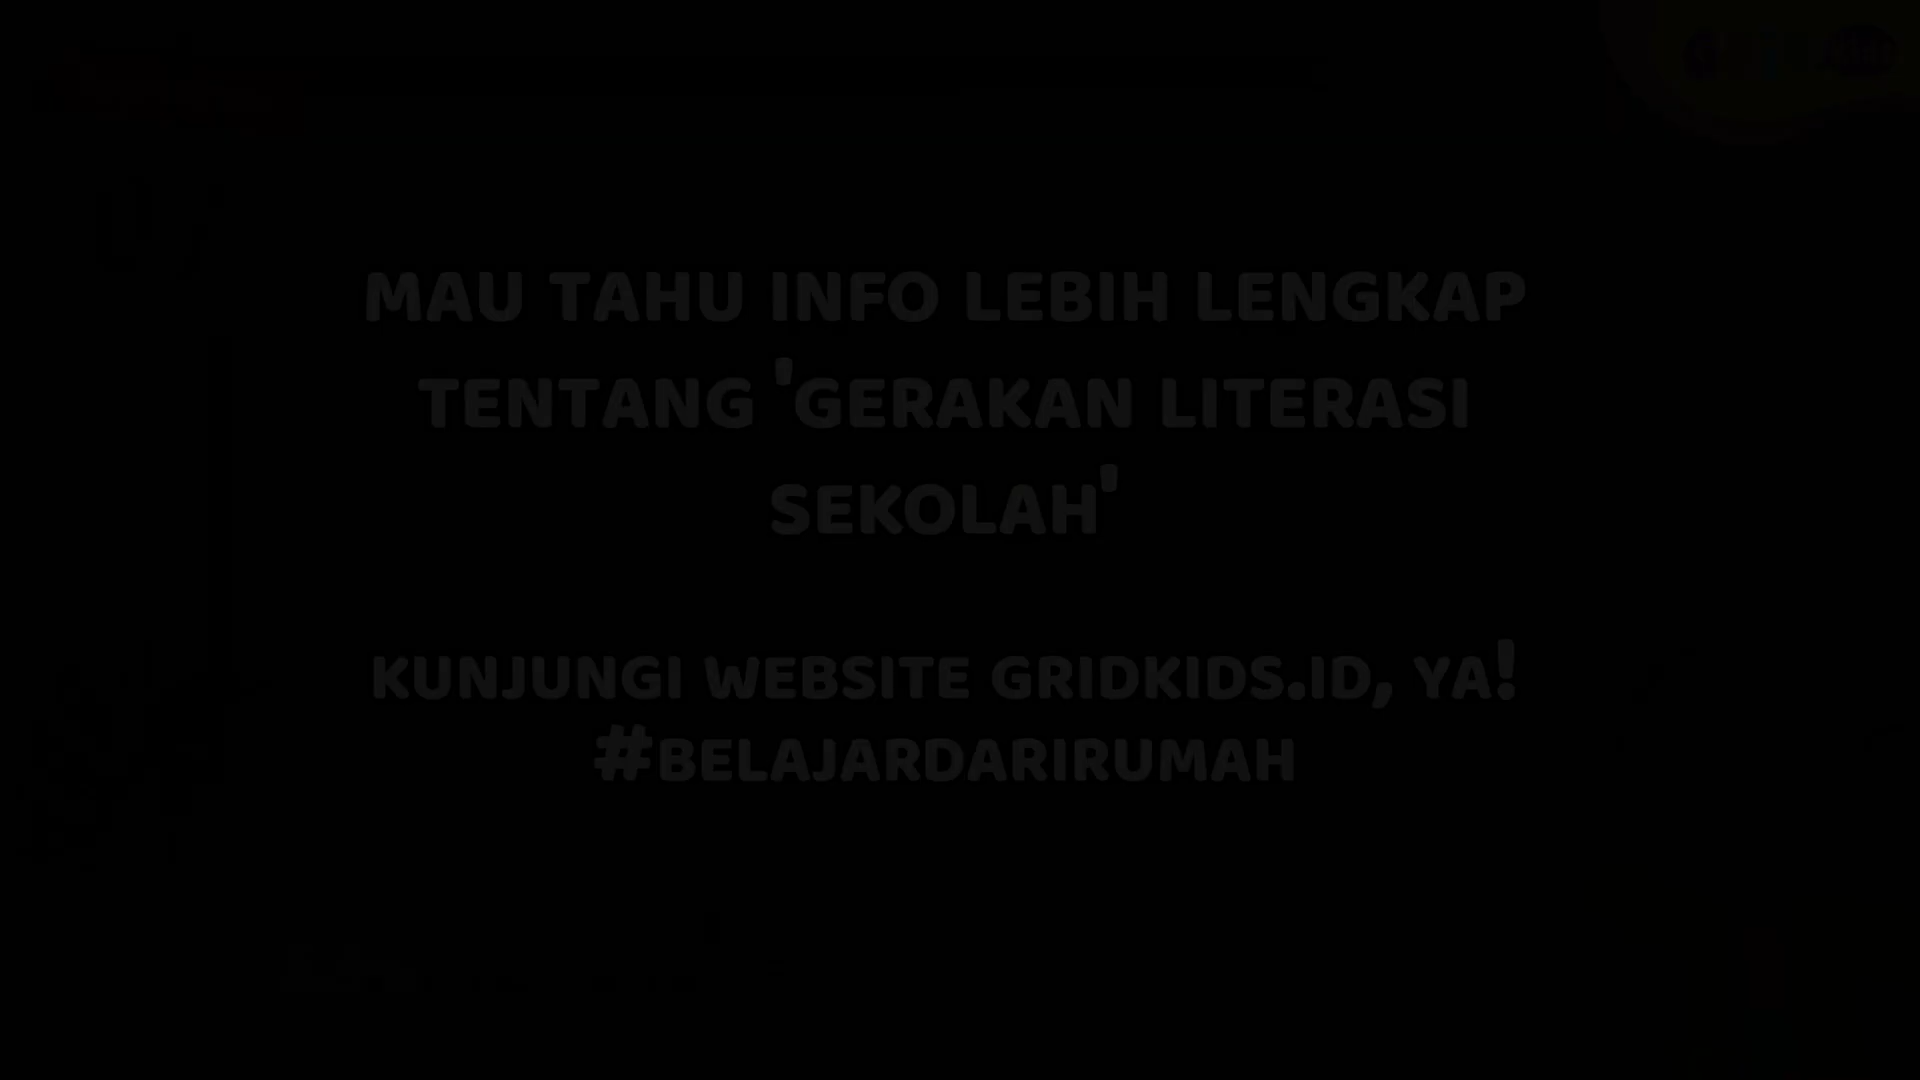 MAU TAHU INFO LEBIH LENGKAP
TENTANG 'GERAKAN LITERASI
SEKOLAH'
KUNJUNGI WEBSITE GRIDKIDS.ID, YA!
#BELAJARDARIRUMAH